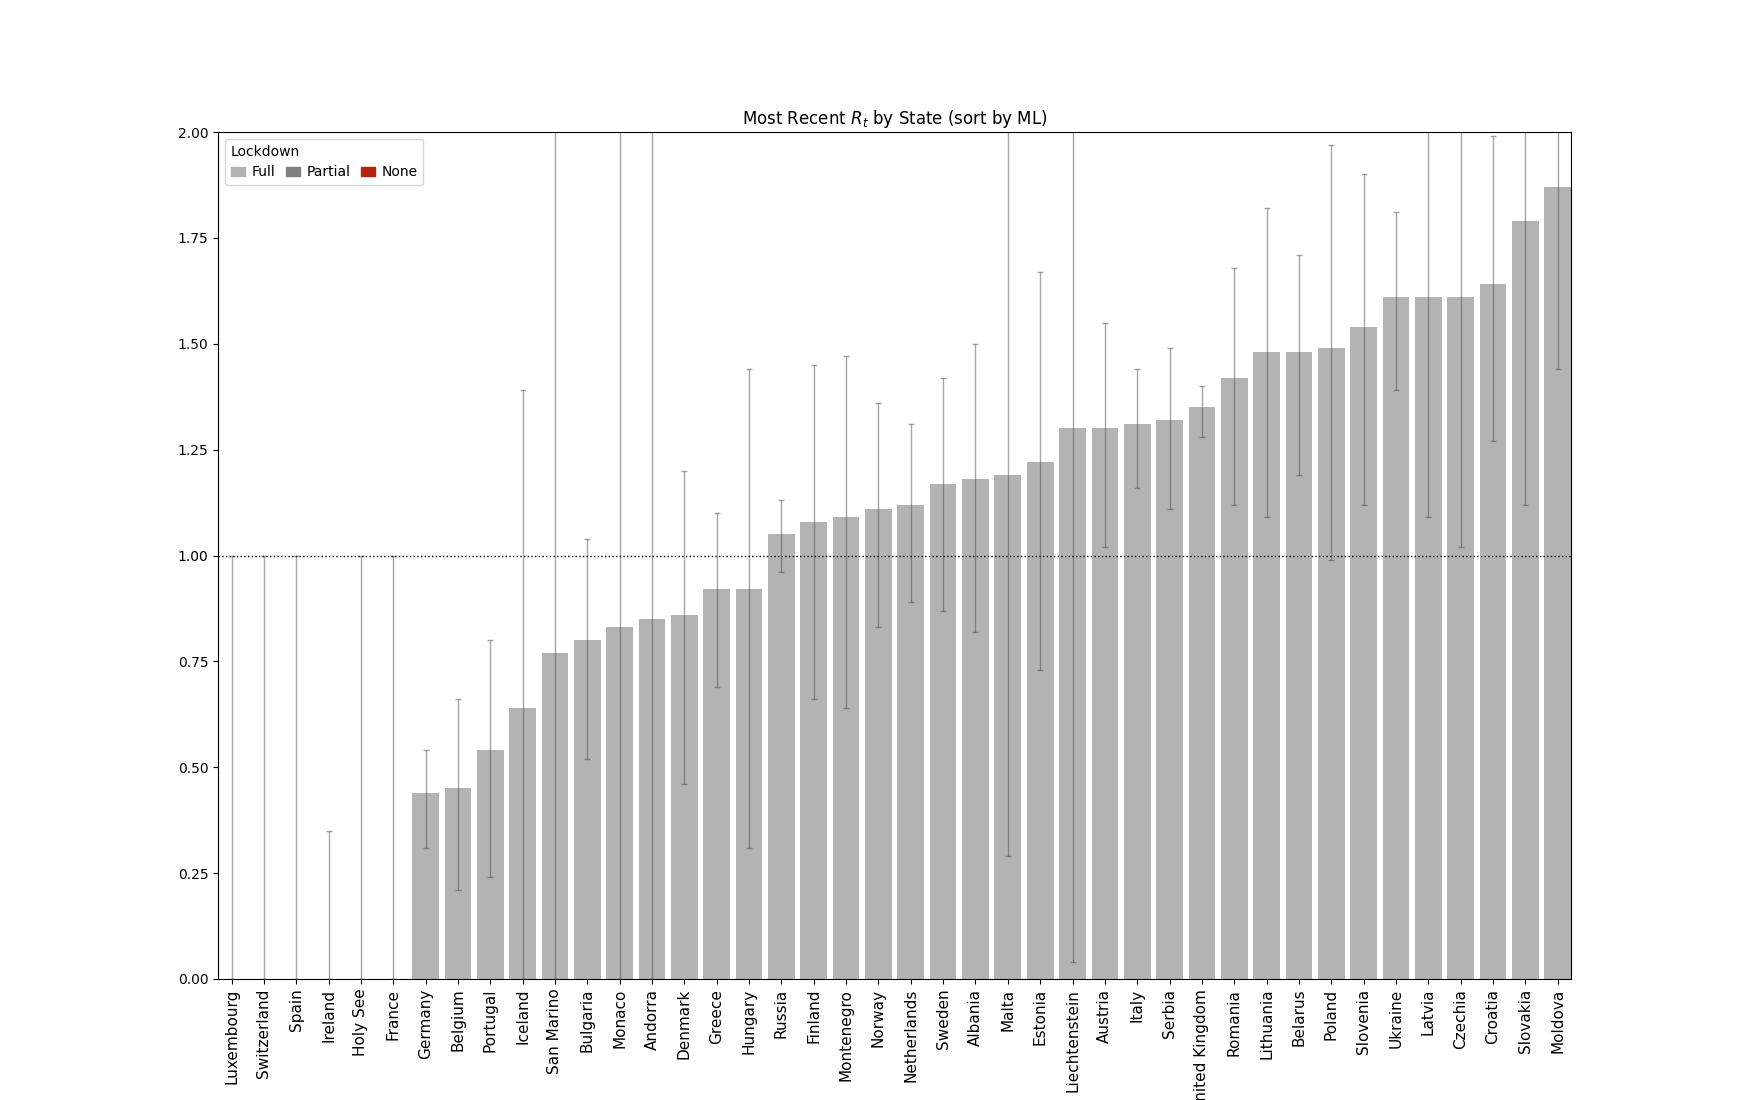 Most Recent Rt by State (sort by ML)
Lockdown
Full Partial None
2.00
1.75
1.50
1.25
1.00
0.75
0.50
0.25
0.00
Luxembourg
Switzerland
Spain
Ireland
Holy See
France
Germany
Belgium
Portugal
Iceland
San Marino
Bulgaria
Monaco
Andorra
Denmark
Greece
Hungary
Russia
Finland
Montenegro
Norway
Netherlands
Sweden
Albania
Malta
Estonia
Liechtenstein
Austria
Italy
Serbia
nited Kingdom
Romania
Lithuania
Belarus
Poland
Slovenia
Ukraine
Latvia
Czechia
Croatia
Slovakia
Moldova